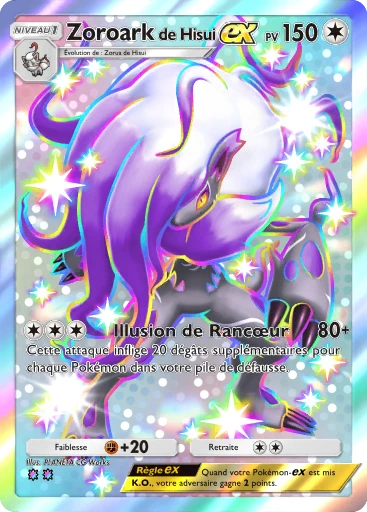 NIVEAU 1 Zoroark de Hisui ex PV 150
Évolution de : Zorua de Hisui
Illusion de Rancœur 80+
Cette attaque inflige 20 dégâts supplémentaires pour
chaque Pokémon dans votre pile de défausse.
Faiblesse +20 Retraite
Illus. PLANETA CG Works
Règle ex Quand votre Pokémon-ex est mis
K.O., votre adversaire gagne 2 points.